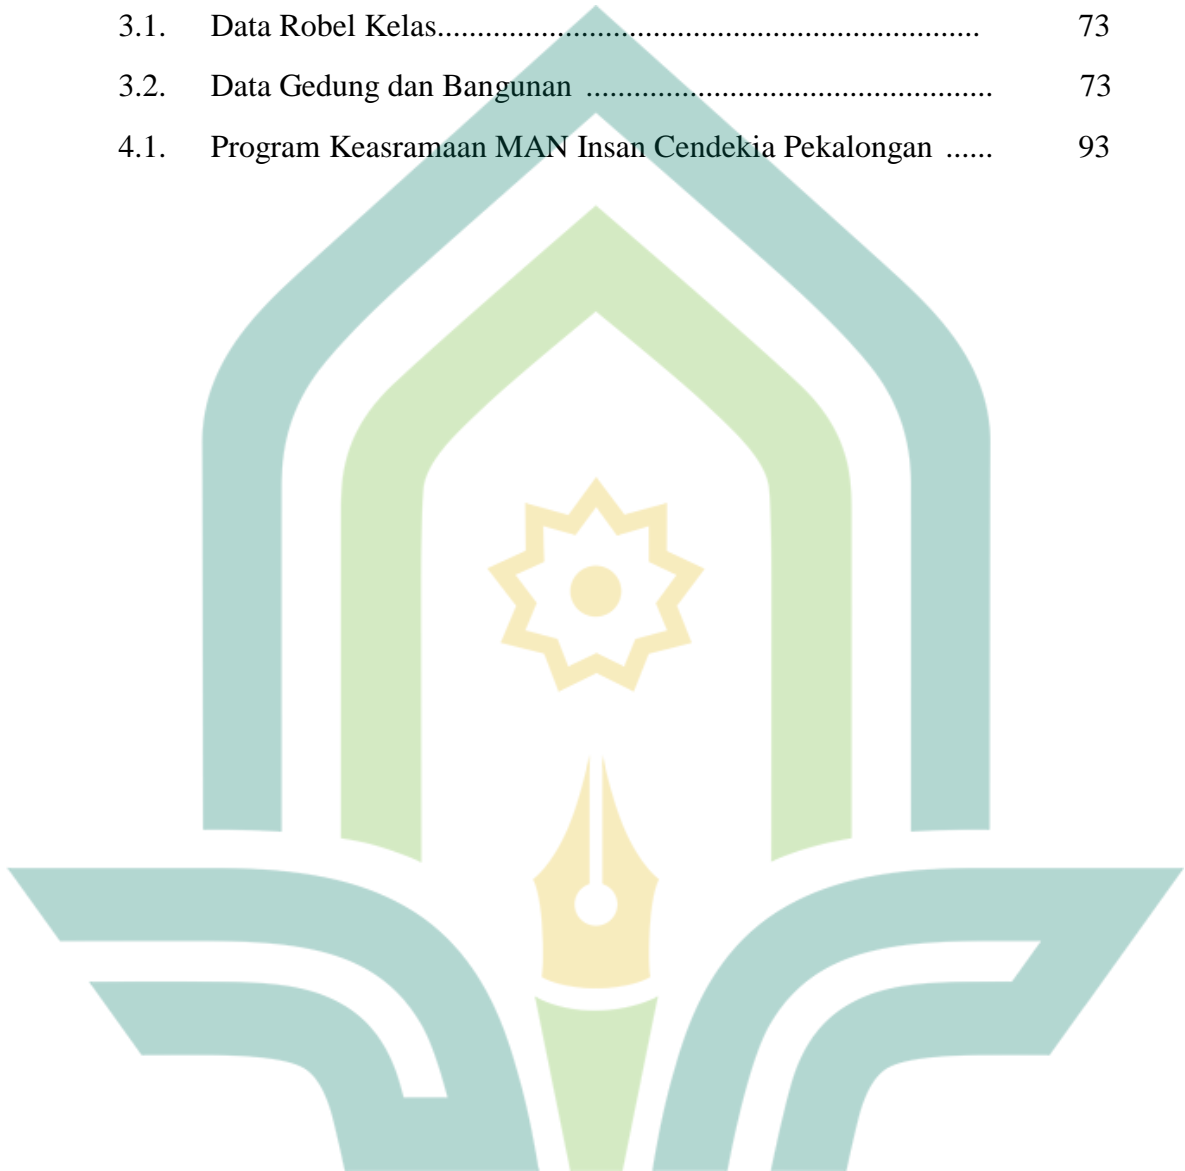 3.1. Data Robel Kelas.................................................................... 73
3.2. Data Gedung dan Bangunan ................................................... 73
4.1. Program Keasramaan MAN Insan Cendekia Pekalongan ...... 93